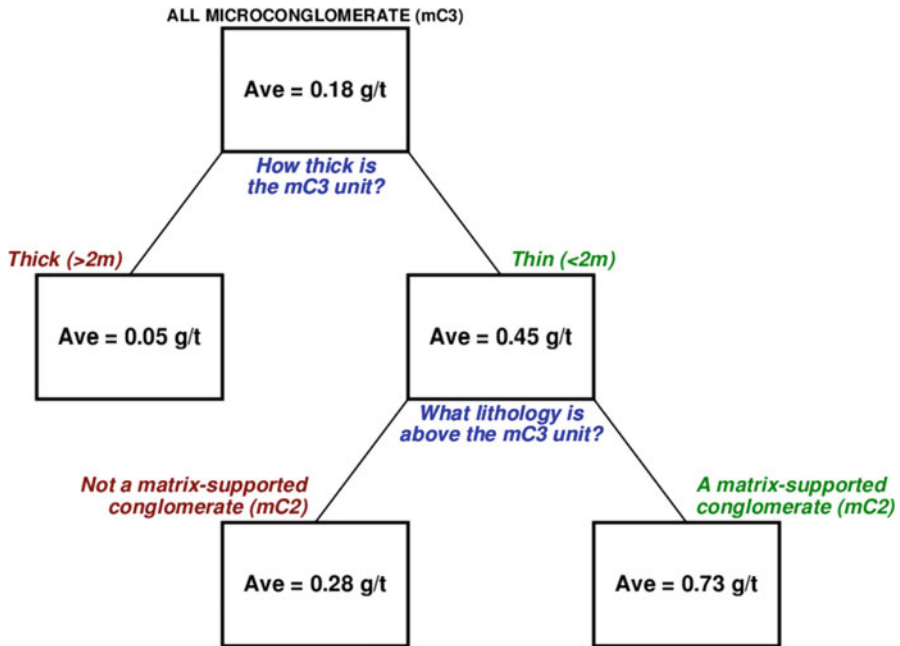 ALL MICROCONGLOMERATE (mC3)
Ave = 0.18 g/t
How thick is
the mC3 unit?
Thick (>2m)
Thin (<2m)
Ave = 0.05 g/t
Ave = 0.45 g/t
What lithology is
above the mC3 unit?
Not a matrix-supported
conglomerate (mC2)
A matrix-supported
conglomerate (mC2)
Ave = 0.28 g/t
Ave = 0.73 g/t